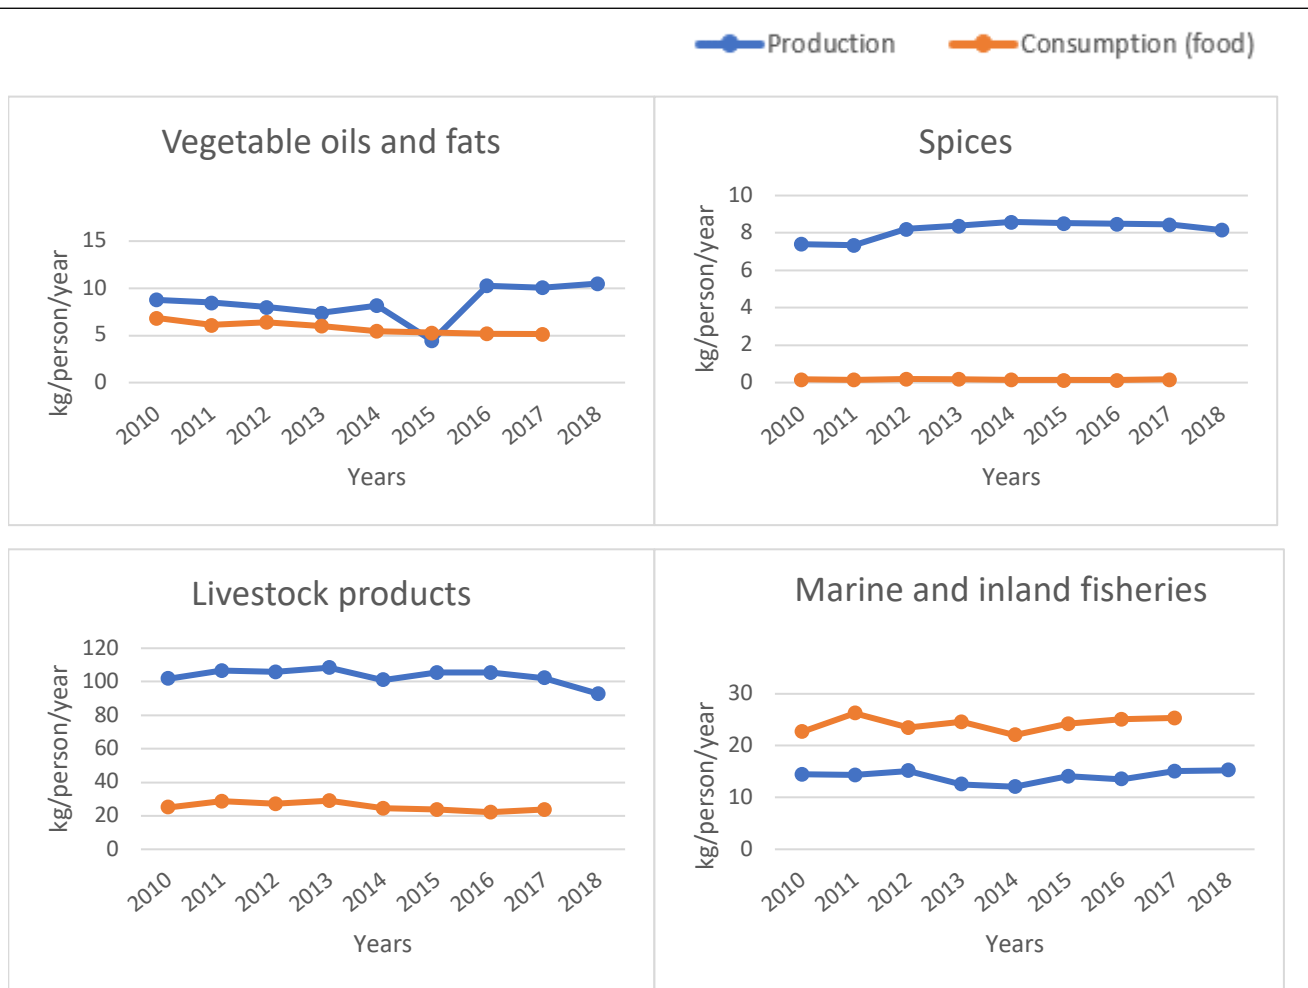 Production Consumption (food)
Vegetable oils and fats
kg/person/year
15
10
5
0
2010 2011 2012 2013 2014 2015 2016 2017 2018
Years
Spices
kg/person/year
10
8
6
4
2
0
2010 2011 2012 2013 2014 2015 2016 2017 2018
Years
Livestock products
kg/person/year
120
100
80
60
40
20
0
2010 2011 2012 2013 2014 2015 2016 2017 2018
Years
Marine and inland fisheries
kg/person/year
30
20
10
0
2010 2011 2012 2013 2014 2015 2016 2017 2018
Years